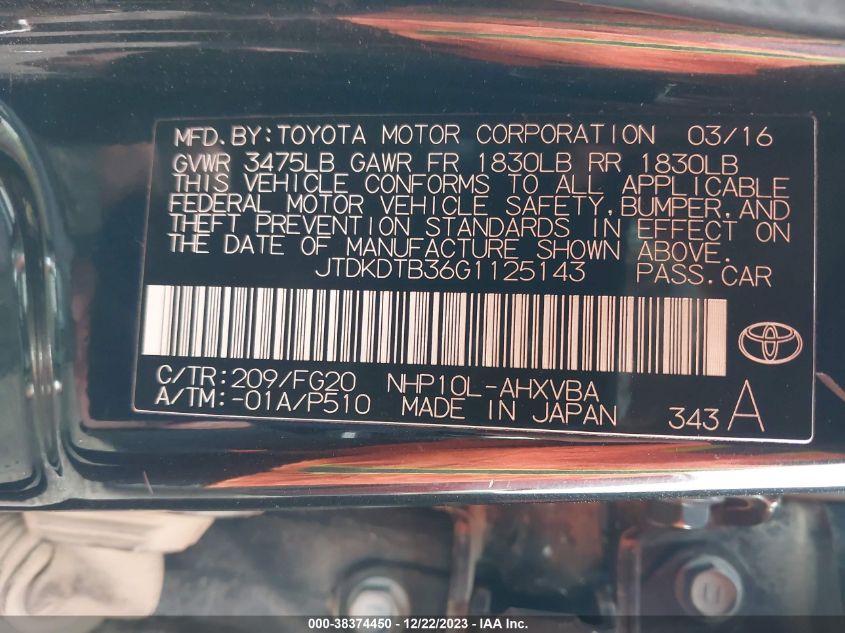 MFD. BY: TOYOTA MOTOR CORPORATION 03/16
GVWR 3475LB GAWR FR 1830LB RR 1830LB
THIS VEHICLE CONFORMS TO ALL APPLICABLE
FEDERAL MOTOR VEHICLE SAFETY, BUMPER, AND
THEFT PREVENTION STANDARDS IN EFFECT ON
THE DATE OF MANUFACTURE SHOWN ABOVE.
JTDKDTB36G1125143 PASS. CAR
C/TR: 209/FG20 NHP10L-AHXVBA
A/TM: -01A/P510 MADE IN JAPAN 343 A
000-38374450 - 12/22/2023 - IAA Inc.